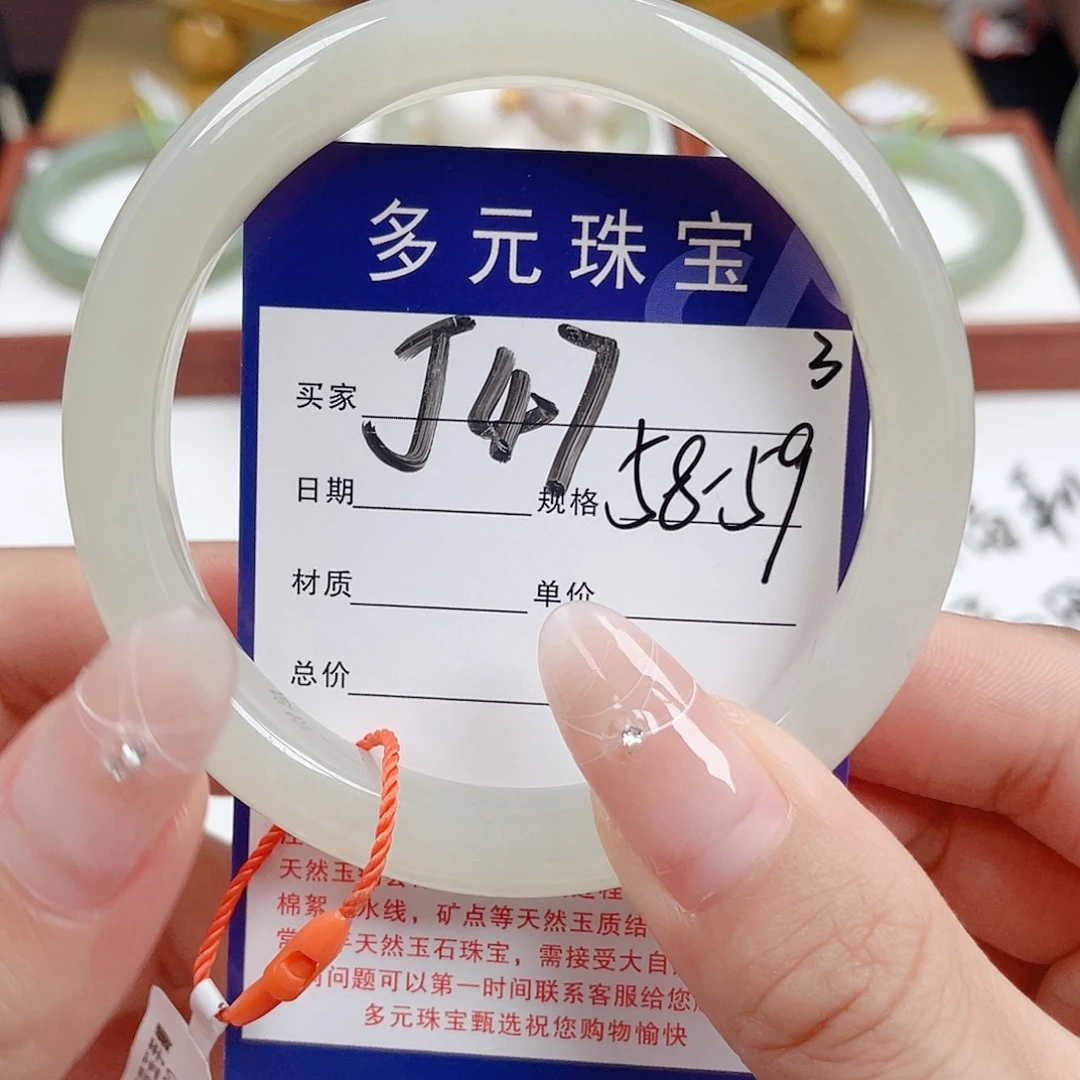 多元珠宝
3
买家 J47
日期 规格 58-59
材质 单价
总价
天然玉
棉絮 水线，矿点等天然玉质结
天然玉石珠宝，需接受大自
问题可以第一时间联系客服给您
多元珠宝甄选祝您购物愉快